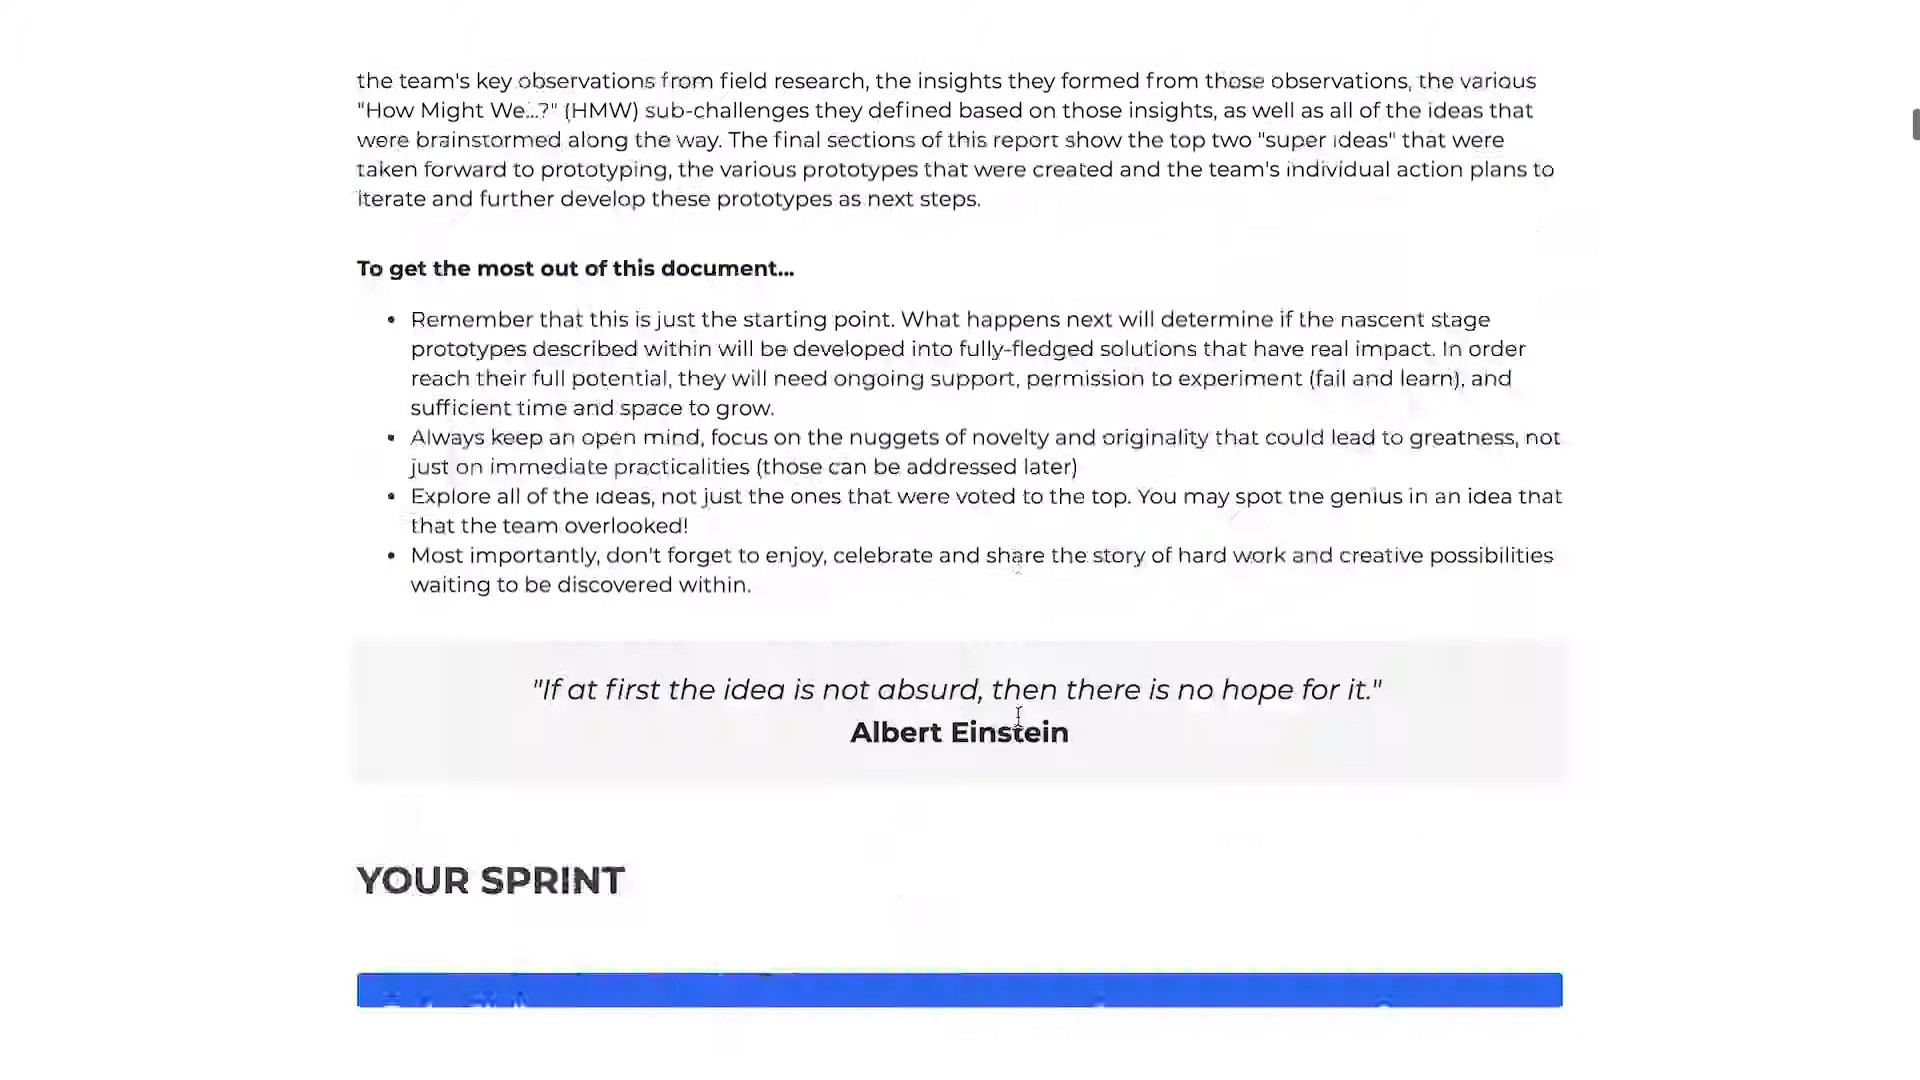 the team's key observations from field research, the insights they formed from those observations, the various
"How Might We...?" (HMW) sub-challenges they defined based on those insights, as well as all of the ideas that
were brainstormed along the way. The final sections of this report show the top two "super ideas" that were
taken forward to prototyping, the various prototypes that were created and the team's individual action plans to
iterate and further develop these prototypes as next steps.
To get the most out of this document...
• Remember that this is just the starting point. What happens next will determine if the nascent stage
prototypes described within will be developed into fully-fledged solutions that have real impact. In order
reach their full potential, they will need ongoing support, permission to experiment (fail and learn), and
sufficient time and space to grow.
• Always keep an open mind, focus on the nuggets of novelty and originality that could lead to greatness, not
just on immediate practicalities (those can be addressed later)
• Explore all of the ideas, not just the ones that were voted to the top. You may spot the genius in an idea that
that the team overlooked!
• Most importantly, don't forget to enjoy, celebrate and share the story of hard work and creative possibilities
waiting to be discovered within.
"If at first the idea is not absurd, then there is no hope for it."
Albert Einstein
YOUR SPRINT